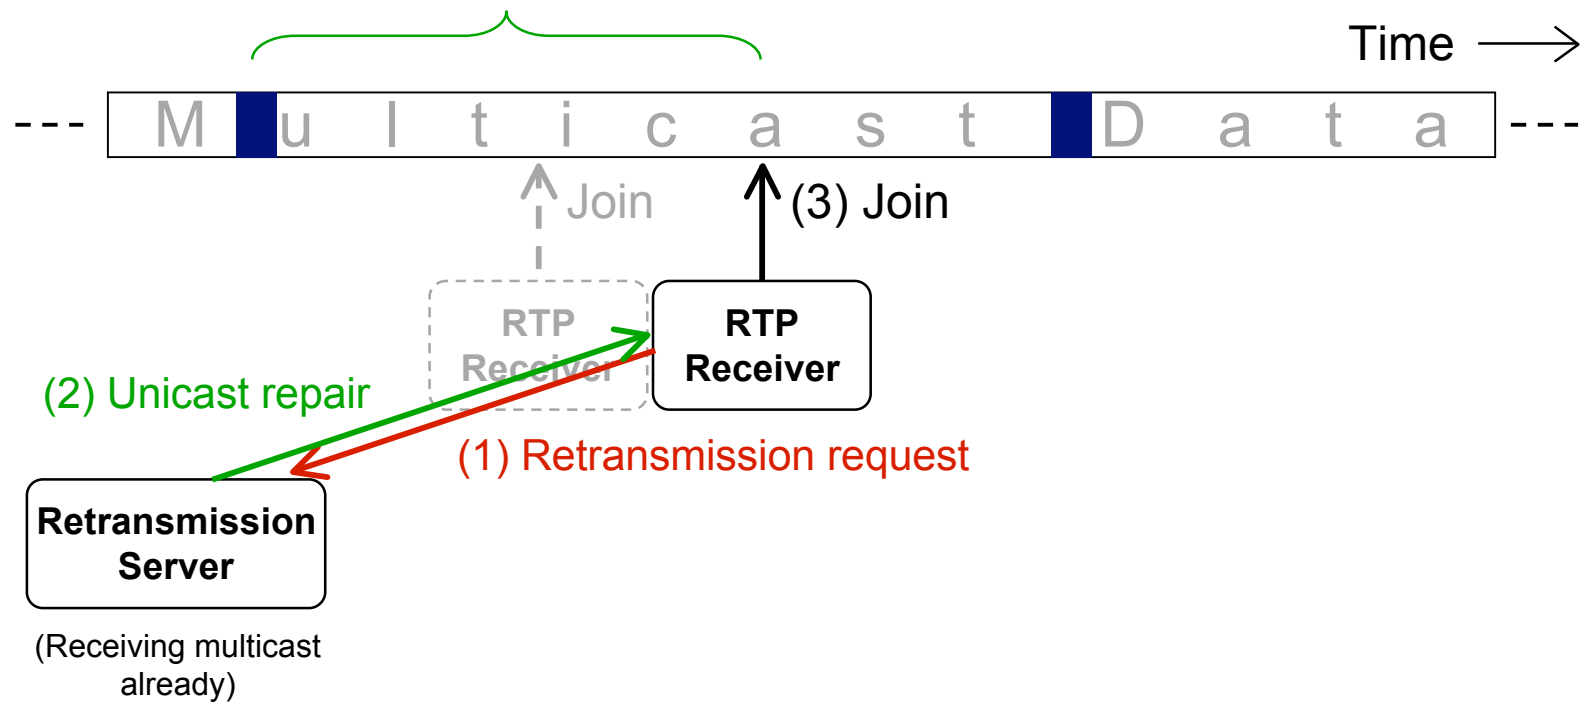 Time
M u l t i c a s t D a t a
Join
(3) Join
RTP
Receiver
RTP
Receiver
(2) Unicast repair
(1) Retransmission request
Retransmission
Server
(Receiving multicast
already)